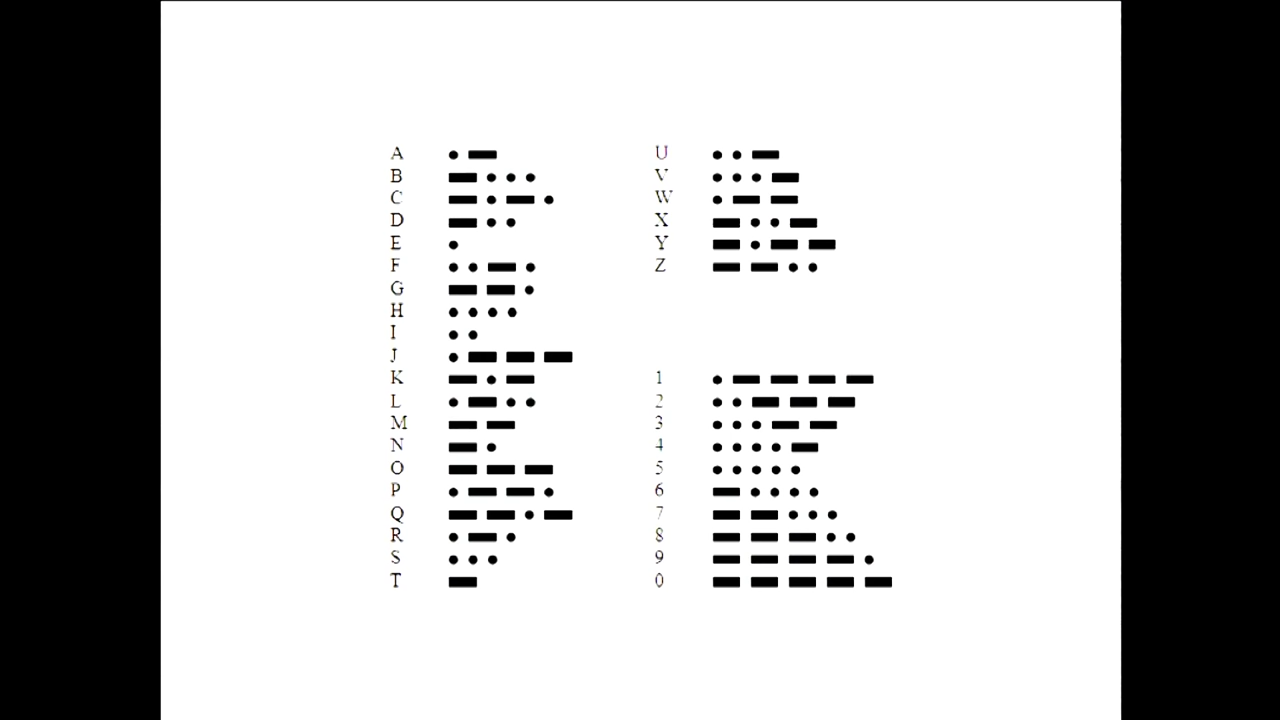 A • ▬
B ▬ • • •
C ▬ • ▬ •
D ▬ • •
E •
F • • ▬ •
G ▬ ▬ •
H • • • •
I • •
J • ▬ ▬ ▬
K ▬ • ▬
L • ▬ • •
M ▬ ▬
N ▬ •
O ▬ ▬ ▬
P • ▬ ▬ •
Q ▬ ▬ • ▬
R • ▬ •
S • • •
T ▬
U • • ▬
V • • • ▬
W • ▬ ▬
X ▬ • • ▬
Y ▬ • ▬ ▬
Z ▬ ▬ • •
1 • ▬ ▬ ▬ ▬
2 • • ▬ ▬ ▬
3 • • • ▬ ▬
4 • • • • ▬
5 • • • • •
6 ▬ • • • •
7 ▬ ▬ • • •
8 ▬ ▬ ▬ • •
9 ▬ ▬ ▬ ▬ •
0 ▬ ▬ ▬ ▬ ▬